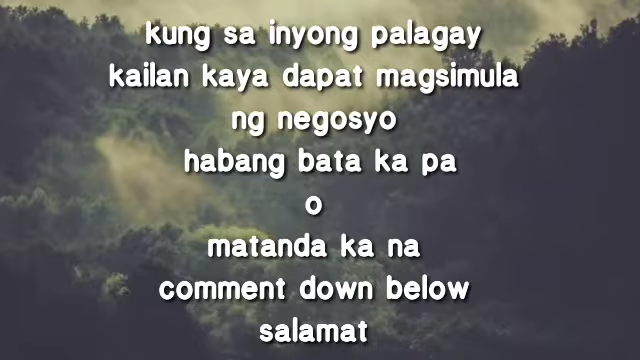 kung sa inyong palagay
kailan kaya dapat magsimula
ng negosyo
habang bata ka pa
o
matanda ka na
comment down below
salamat